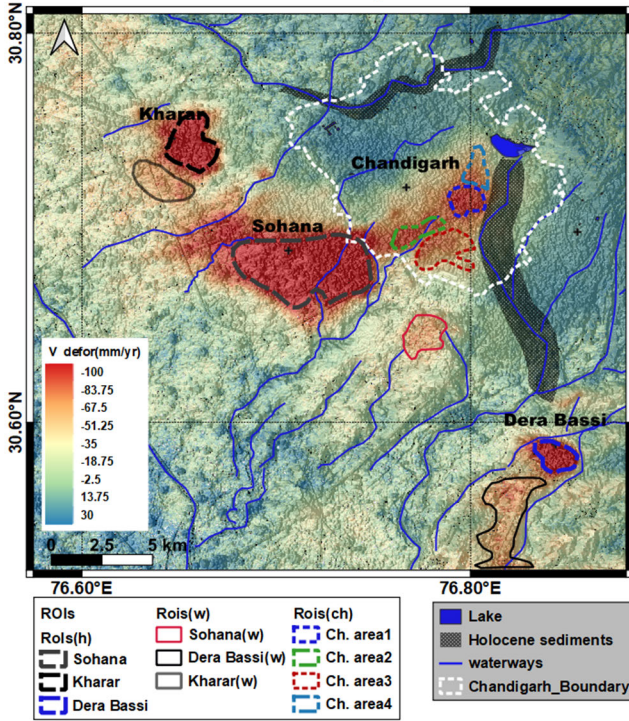 30.80°N
Kharar
Chandigarh
Sohana
V defor(mm/yr)
-100
-83.75
-67.5
-51.25
-35
-18.75
-2.5
13.75
30
30.60°N
Dera Bassi
0 2.5 5 km
76.60°E 76.80°E
ROIs
RoIs(h)
Sohana
Kharar
Dera Bassi
Rois(w)
Sohana(w)
Dera Bassi(w)
Kharar(w)
Rois(ch)
Ch. area1
Ch. area2
Ch. area3
Ch. area4
Lake
Holocene sediments
waterways
Chandigarh_Boundary